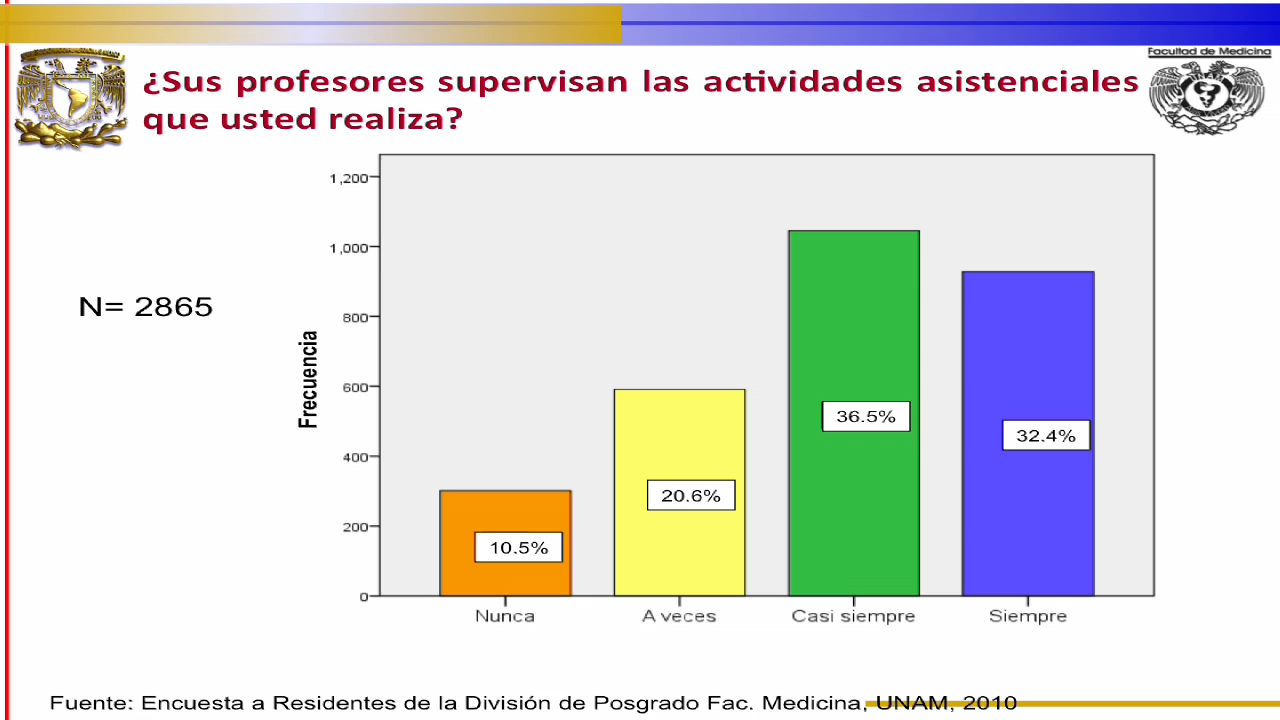 Facultad de Medicina
¿Sus profesores supervisan las actividades asistenciales
que usted realiza?
N= 2865
Frecuencia
1,200
1,000
800
600
400
200
0
10.5%
20.6%
36.5%
32.4%
Nunca
A veces
Casi siempre
Siempre
Fuente: Encuesta a Residentes de la División de Posgrado Fac. Medicina, UNAM, 2010